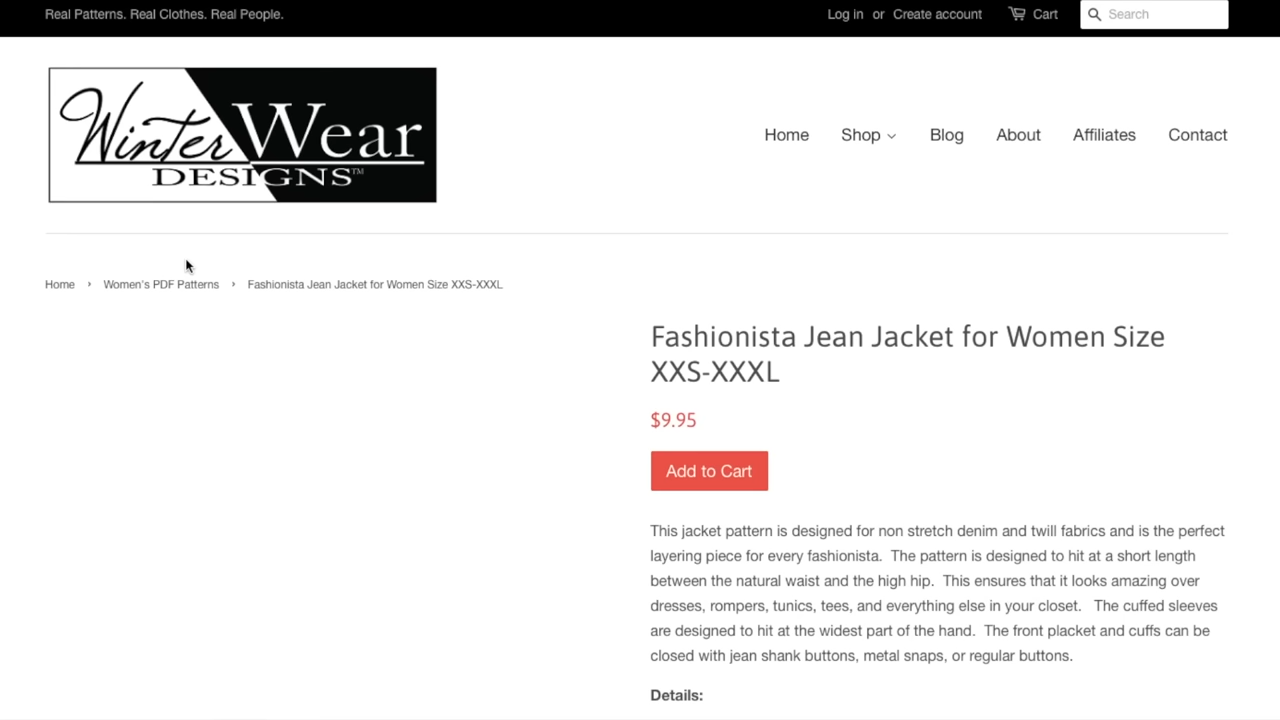 Real Patterns. Real Clothes. Real People.
Log in or Create account Cart Search
Winter Wear
DESIGNS™
Home Shop Blog About Affiliates Contact
Home › Women's PDF Patterns › Fashionista Jean Jacket for Women Size XXS-XXXL
Fashionista Jean Jacket for Women Size
XXS-XXXL
$9.95
Add to Cart
This jacket pattern is designed for non stretch denim and twill fabrics and is the perfect
layering piece for every fashionista. The pattern is designed to hit at a short length
between the natural waist and the high hip. This ensures that it looks amazing over
dresses, rompers, tunics, tees, and everything else in your closet. The cuffed sleeves
are designed to hit at the widest part of the hand. The front placket and cuffs can be
closed with jean shank buttons, metal snaps, or regular buttons.
Details: